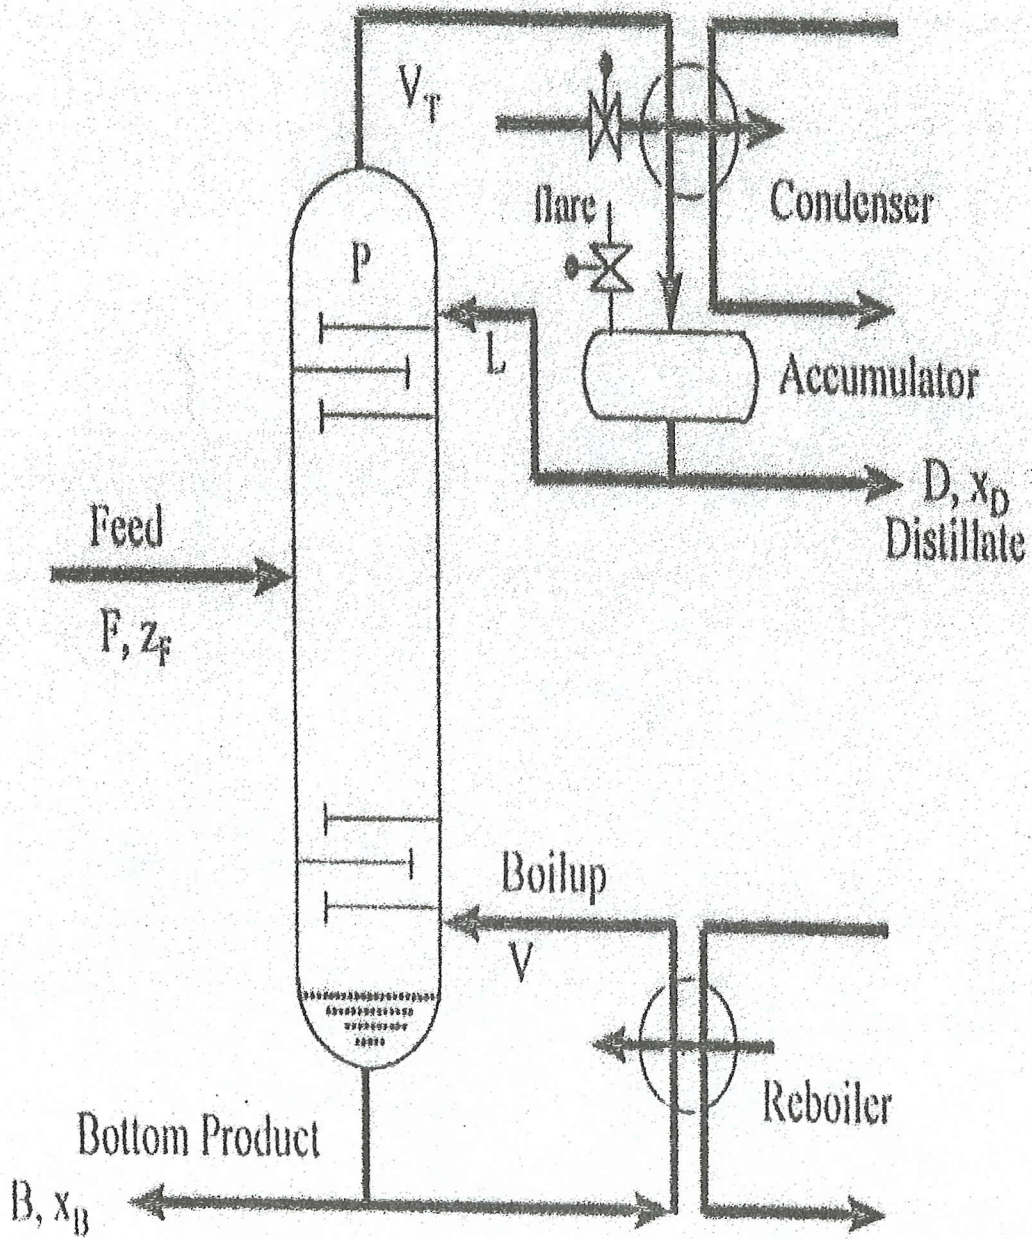 V_T
flare
Condenser
P
L
Accumulator
D, x_D
Distillate
Feed
F, z_F
Boilup
V
Reboiler
Bottom Product
B, x_B